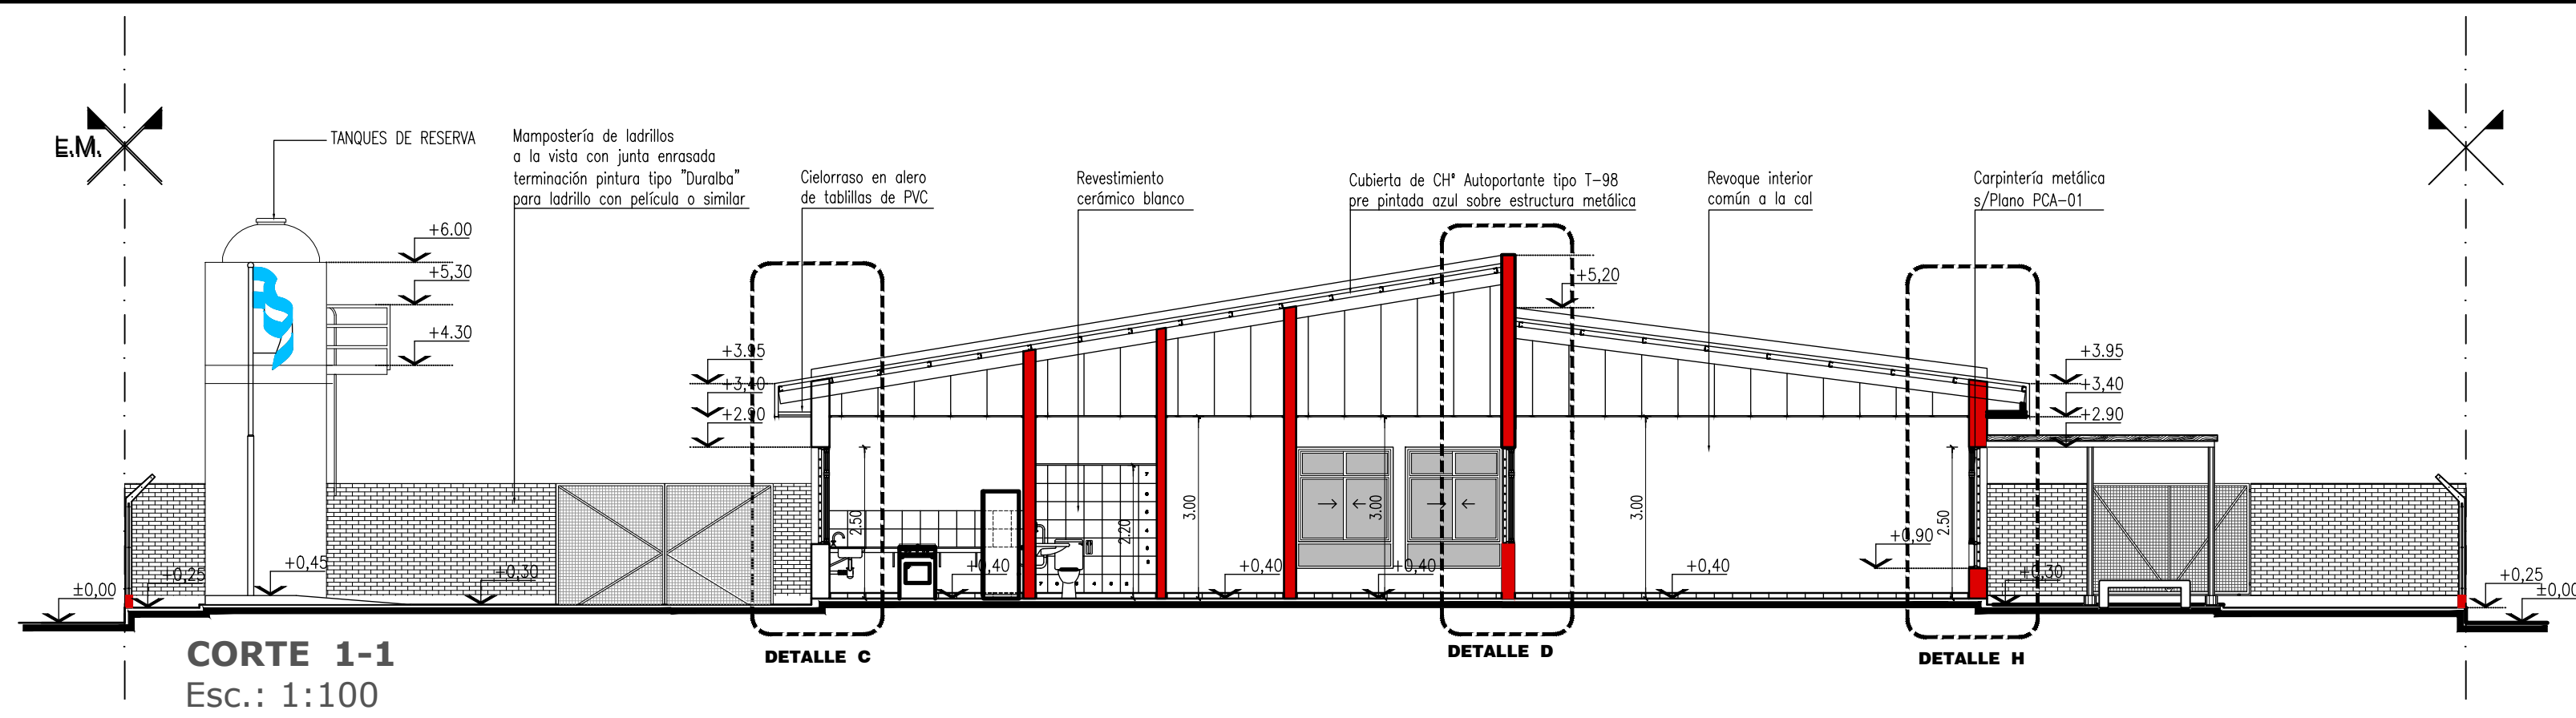 E.M.
TANQUES DE RESERVA
Mampostería de ladrillos
a la vista con junta enrasada
terminación pintura tipo "Duralba"
para ladrillo con película o similar
Cielorraso en alero
de tablillas de PVC
Revestimiento
cerámico blanco
Cubierta de CHº Autoportante tipo T-98
pre pintada azul sobre estructura metálica
Revoque interior
común a la cal
Carpintería metálica
s/Plano PCA-01
+6.00
+5,30
+4.30
+3.95
+3,40
+2.90
+5,20
+3.95
+3,40
+2.90
2.50
2.20
3.00
3.00
3.00
2.50
+0,90
±0,00
+0,25
+0,45
+0,30
+0,40
+0,40
+0,40
+0,40
+0,30
+0,25
±0,00
CORTE 1-1
Esc.: 1:100
DETALLE C
DETALLE D
DETALLE H